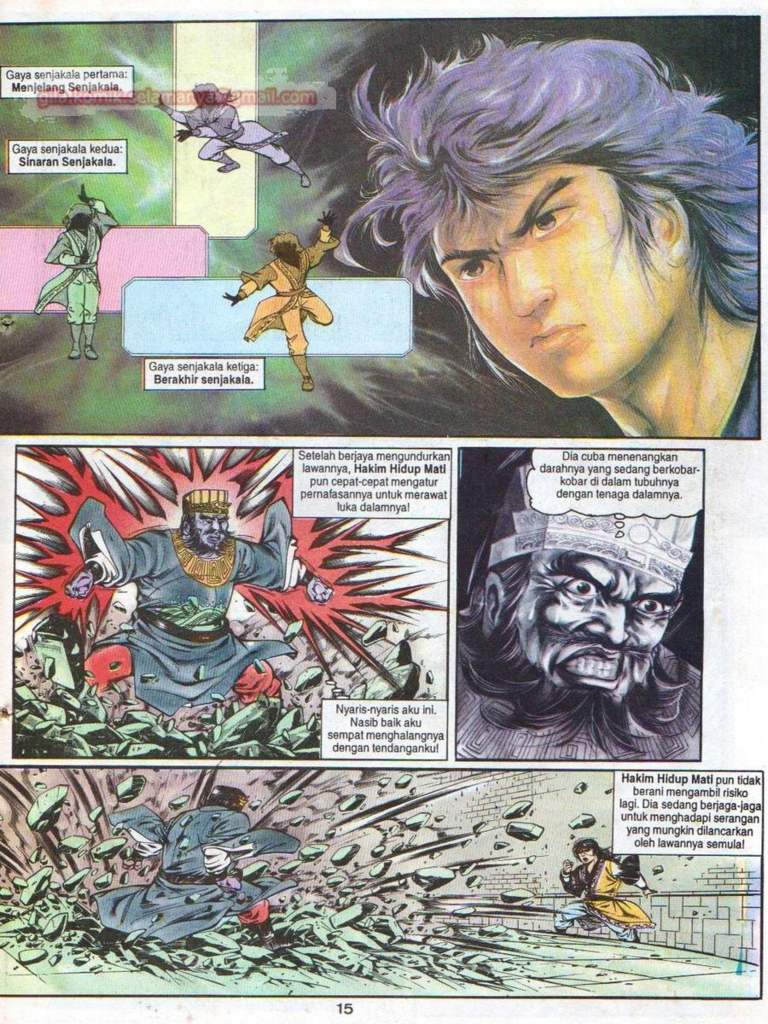 Gaya senjakala pertama:
Menjelang Senjakala.
gilakomikselamanya@gmail.com
Gaya senjakala kedua:
Sinaran Senjakala.
Gaya senjakala ketiga:
Berakhir senjakala.
Setelah berjaya mengundurkan
lawannya, Hakim Hidup Mati
pun cepat-cepat mengatur
pernafasannya untuk merawat
luka dalamnya!
Nyaris-nyaris aku ini.
Nasib baik aku
sempat menghalangnya
dengan tendanganku!
Dia cuba menenangkan
darahnya yang sedang berkobar-
kobar di dalam tubuhnya
dengan tenaga dalamnya.
Hakim Hidup Mati pun tidak
berani mengambil risiko
lagi. Dia sedang berjaga-jaga
untuk menghadapi serangan
yang mungkin dilancarkan
oleh lawannya semula!
15